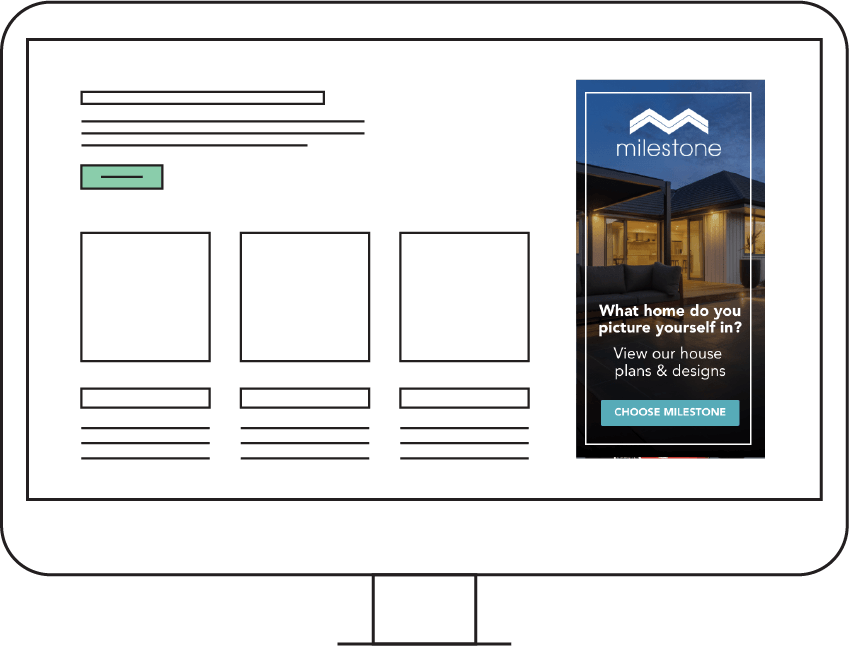 milestone
What home do you
picture yourself in?
View our house
plans & designs
CHOOSE MILESTONE